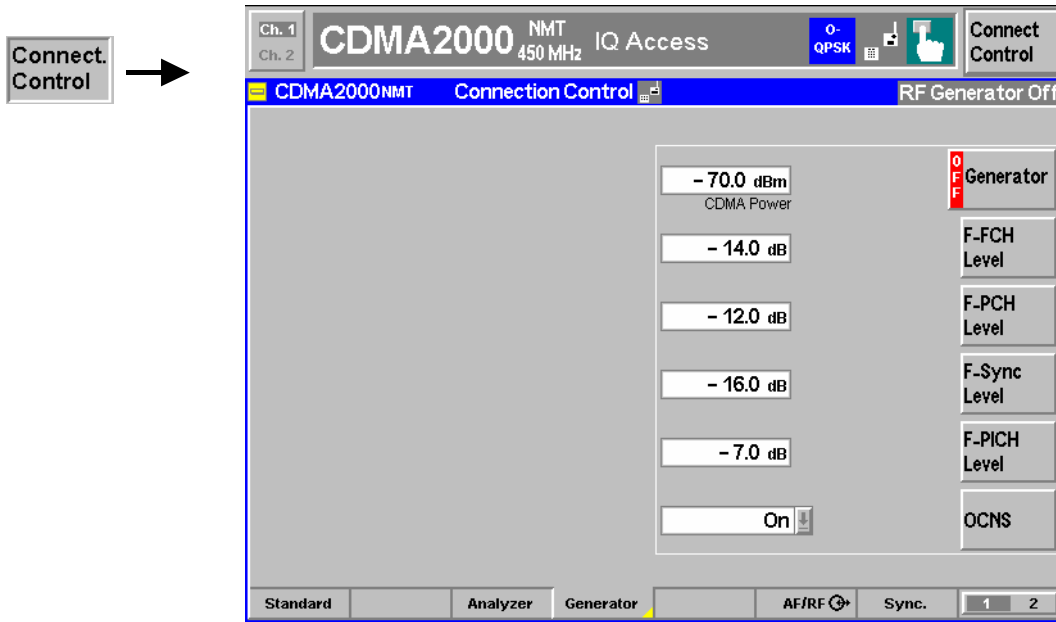 Connect.
Control
Ch. 1
Ch. 2
CDMA2000 NMT
450 MHz
IQ Access
O-
QPSK
Connect
Control
CDMA2000NMT Connection Control RF Generator Off
– 70.0 dBm
CDMA Power
OFF
Generator
– 14.0 dB
F-FCH
Level
– 12.0 dB
F-PCH
Level
– 16.0 dB
F-Sync
Level
– 7.0 dB
F-PICH
Level
On
OCNS
Standard Analyzer Generator AF/RF Sync. 1 2